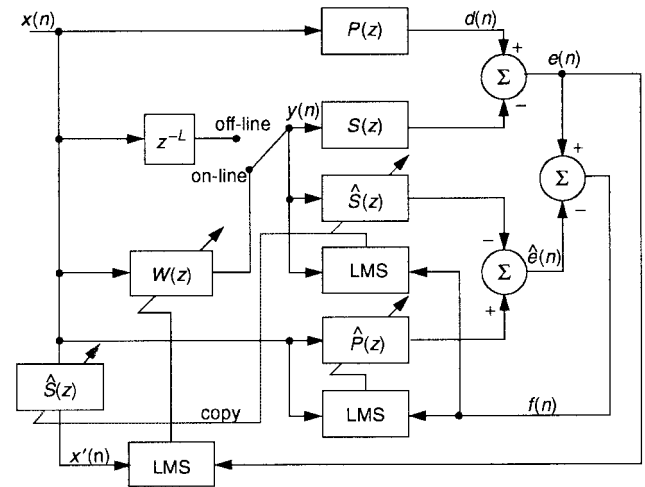 x(n)
P(z)
d(n)
+
Σ
e(n)
−
z⁻ᴸ
off-line
y(n)
S(z)
on-line
Ŝ(z)
+
Σ
−
W(z)
LMS
−
Σ
ê(n)
+
P̂(z)
Ŝ(z)
copy
LMS
f(n)
x'(n)
LMS